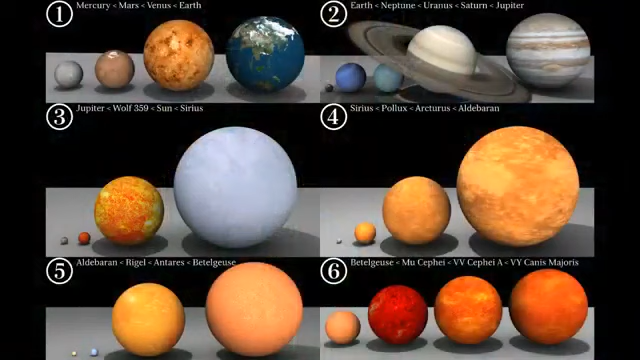 1 Mercury < Mars < Venus < Earth
2 Earth < Neptune < Uranus < Saturn < Jupiter
3 Jupiter < Wolf 359 < Sun < Sirius
4 Sirius < Pollux < Arcturus < Aldebaran
5 Aldebaran < Rigel < Antares < Betelgeuse
6 Betelgeuse < Mu Cephei < VV Cephei A < VY Canis Majoris